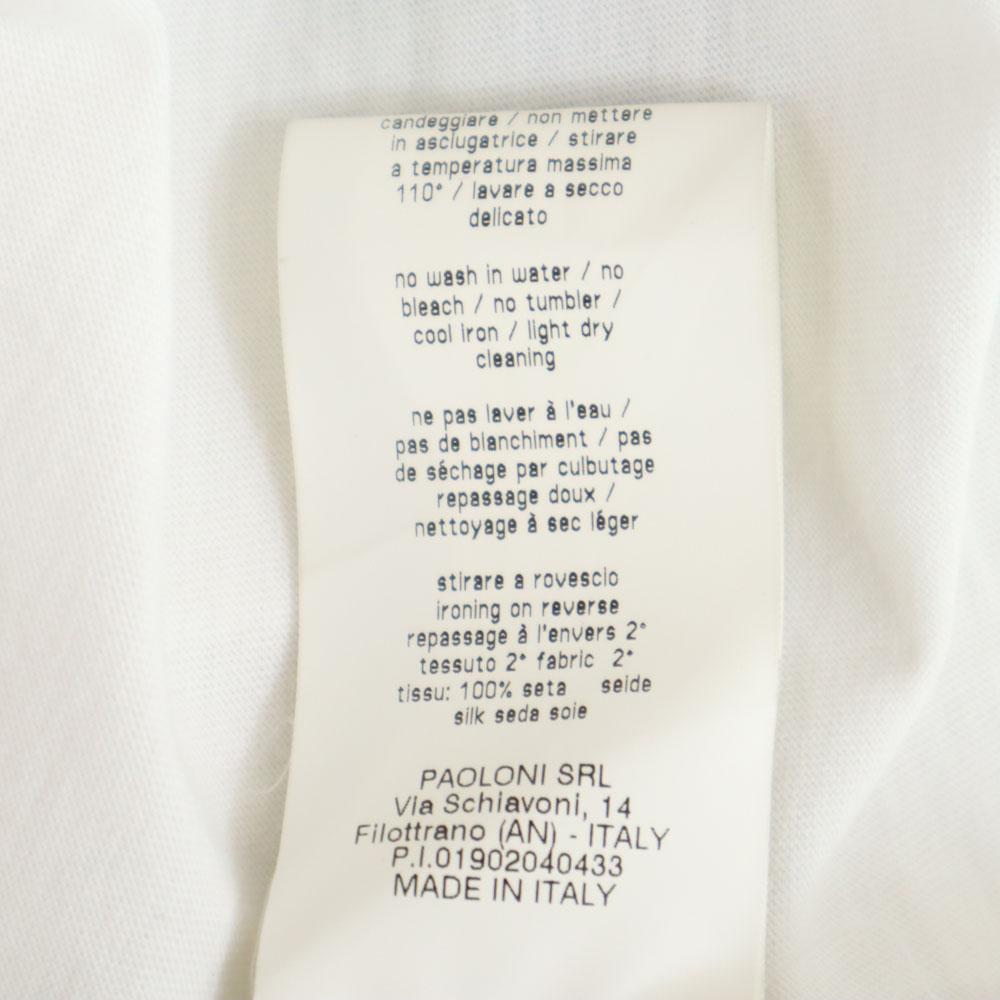 candeggiare / non mettere
in asciugatrice / stirare
a temperatura massima
110° / lavare a secco
delicato
no wash in water / no
bleach / no tumbler /
cool iron / light dry
cleaning
ne pas laver à l'eau /
pas de blanchiment / pas
de séchage par culbutage
repassage doux /
nettoyage à sec léger
stirare a rovescio
ironing on reverse
repassage à l'envers 2°
tessuto 2° fabric 2°
tissu: 100% seta seide
silk seda soie
PAOLONI SRL
Via Schiavoni, 14
Filottrano (AN) - ITALY
P.I.01902040433
MADE IN ITALY